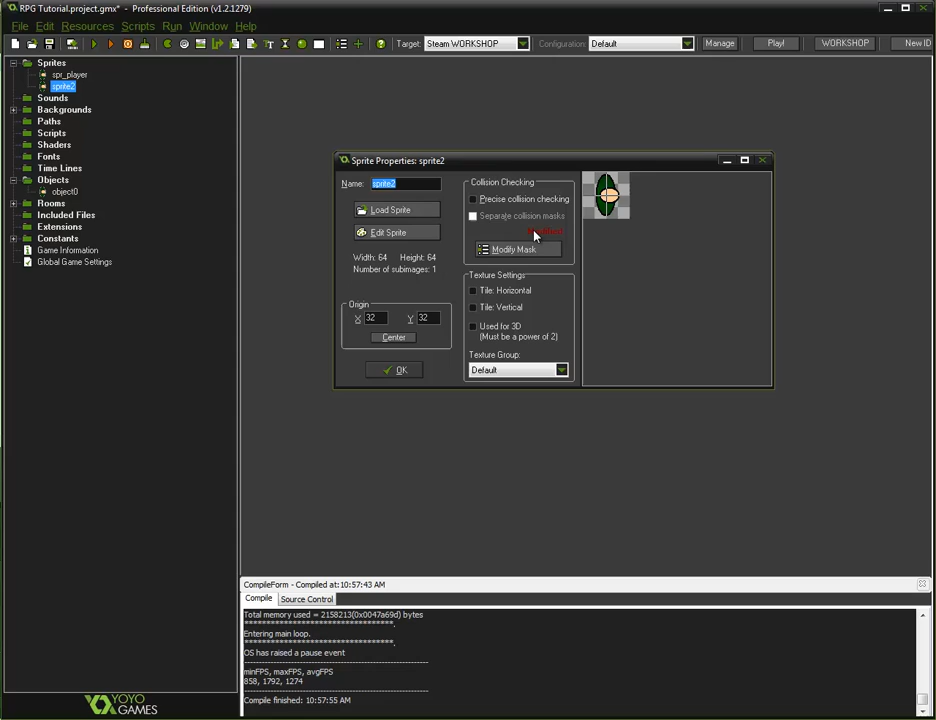 RPG Tutorial.project.gmx* - Professional Edition (v1.2.1279)
File Edit Resources Scripts Run Window Help
Target: Steam WORKSHOP Configuration: Default Manage Play! WORKSHOP New ID
Sprites
spr_player
sprite2
Sounds
Backgrounds
Paths
Scripts
Shaders
Fonts
Time Lines
Objects
object0
Rooms
Included Files
Extensions
Constants
Game Information
Global Game Settings
Sprite Properties: sprite2
Name: sprite2
Load Sprite
Edit Sprite
Width: 64 Height: 64
Number of subimages: 1
Origin
X 32 Y 32
Center
OK
Collision Checking
Precise collision checking
Separate collision masks
Modify Mask
Texture Settings
Tile: Horizontal
Tile: Vertical
Used for 3D
(Must be a power of 2)
Texture Group:
Default
CompileForm - Compiled at:10:57:43 AM
Compile Source Control
Total memory used = 2158213(0x0047a69d) bytes
**********************************.
Entering main loop.
**********************************.
OS has raised a pause event
minFPS, maxFPS, avgFPS
858, 1792, 1274
Compile finished: 10:57:55 AM
YOYO
GAMES